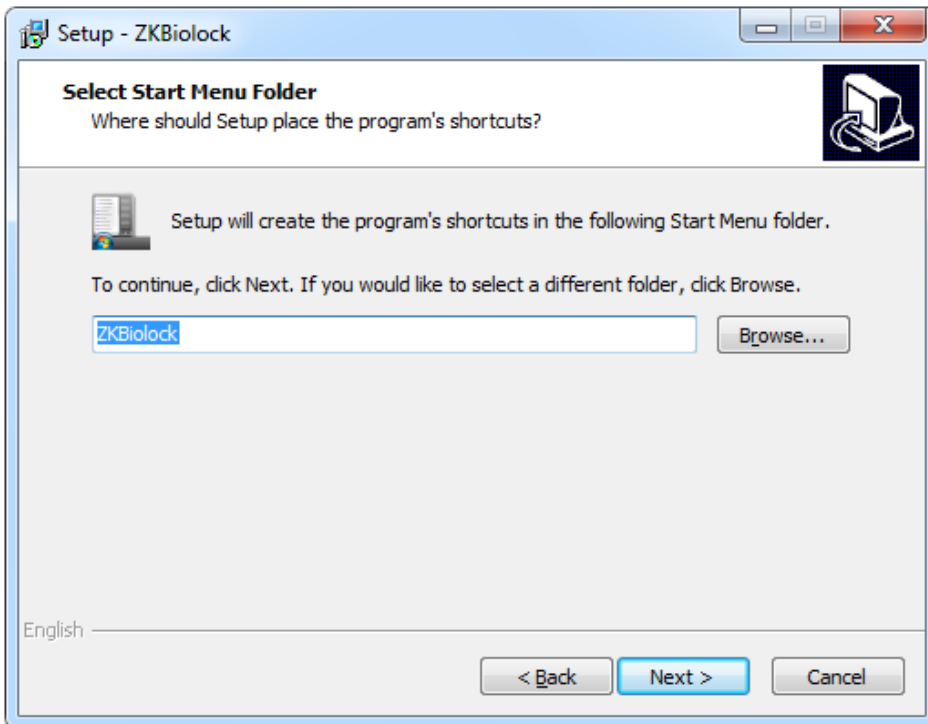 Setup - ZKBiolock
Select Start Menu Folder
Where should Setup place the program's shortcuts?
Setup will create the program's shortcuts in the following Start Menu folder.
To continue, click Next. If you would like to select a different folder, click Browse.
ZKBiolock
Browse...
English
< Back
Next >
Cancel